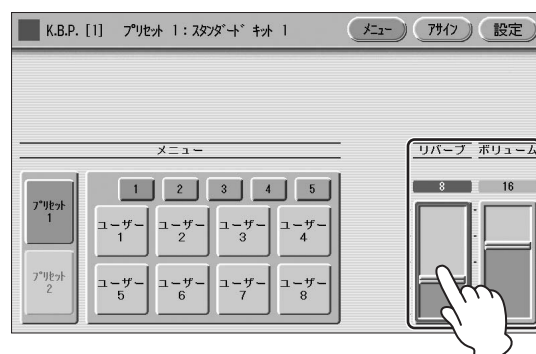 K.B.P. [1] プリセット 1：スタンダード キット 1 メニュー アサイン 設定
メニュー
リバーブ ボリューム
8 16
1 2 3 4 5
プリセット 1
ユーザー 1 ユーザー 2 ユーザー 3 ユーザー 4
プリセット 2
ユーザー 5 ユーザー 6 ユーザー 7 ユーザー 8